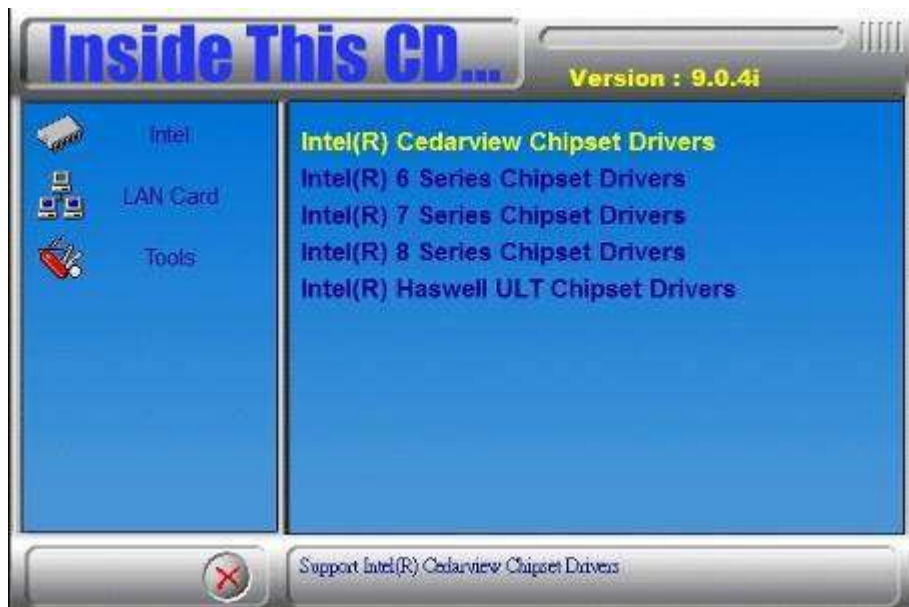 Inside This CD...
Version : 9.0.4i
Intel
LAN Card
Tools
Intel(R) Cedarview Chipset Drivers
Intel(R) 6 Series Chipset Drivers
Intel(R) 7 Series Chipset Drivers
Intel(R) 8 Series Chipset Drivers
Intel(R) Haswell ULT Chipset Drivers
Support Intel(R) Cedarview Chipset Drivers